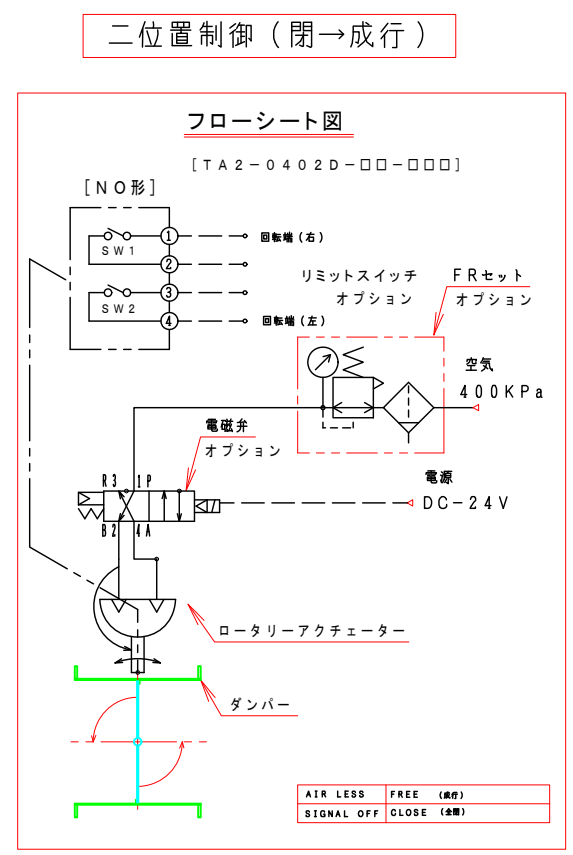 二位置制御(閉→成行)
フローシート図
[TA2-0402D-□□-□□□]
[NO形]
1
SW1
2
3
SW2
4
回転端(右)
回転端(左)
リミットスイッチ
オプション
FRセット
オプション
空気
400KPa
電磁弁
オプション
R3 1P
B2 4A
電源
DC-24V
ロータリーアクチェーター
ダンパー
AIR LESS FREE (成行)
SIGNAL OFF CLOSE (全閉)